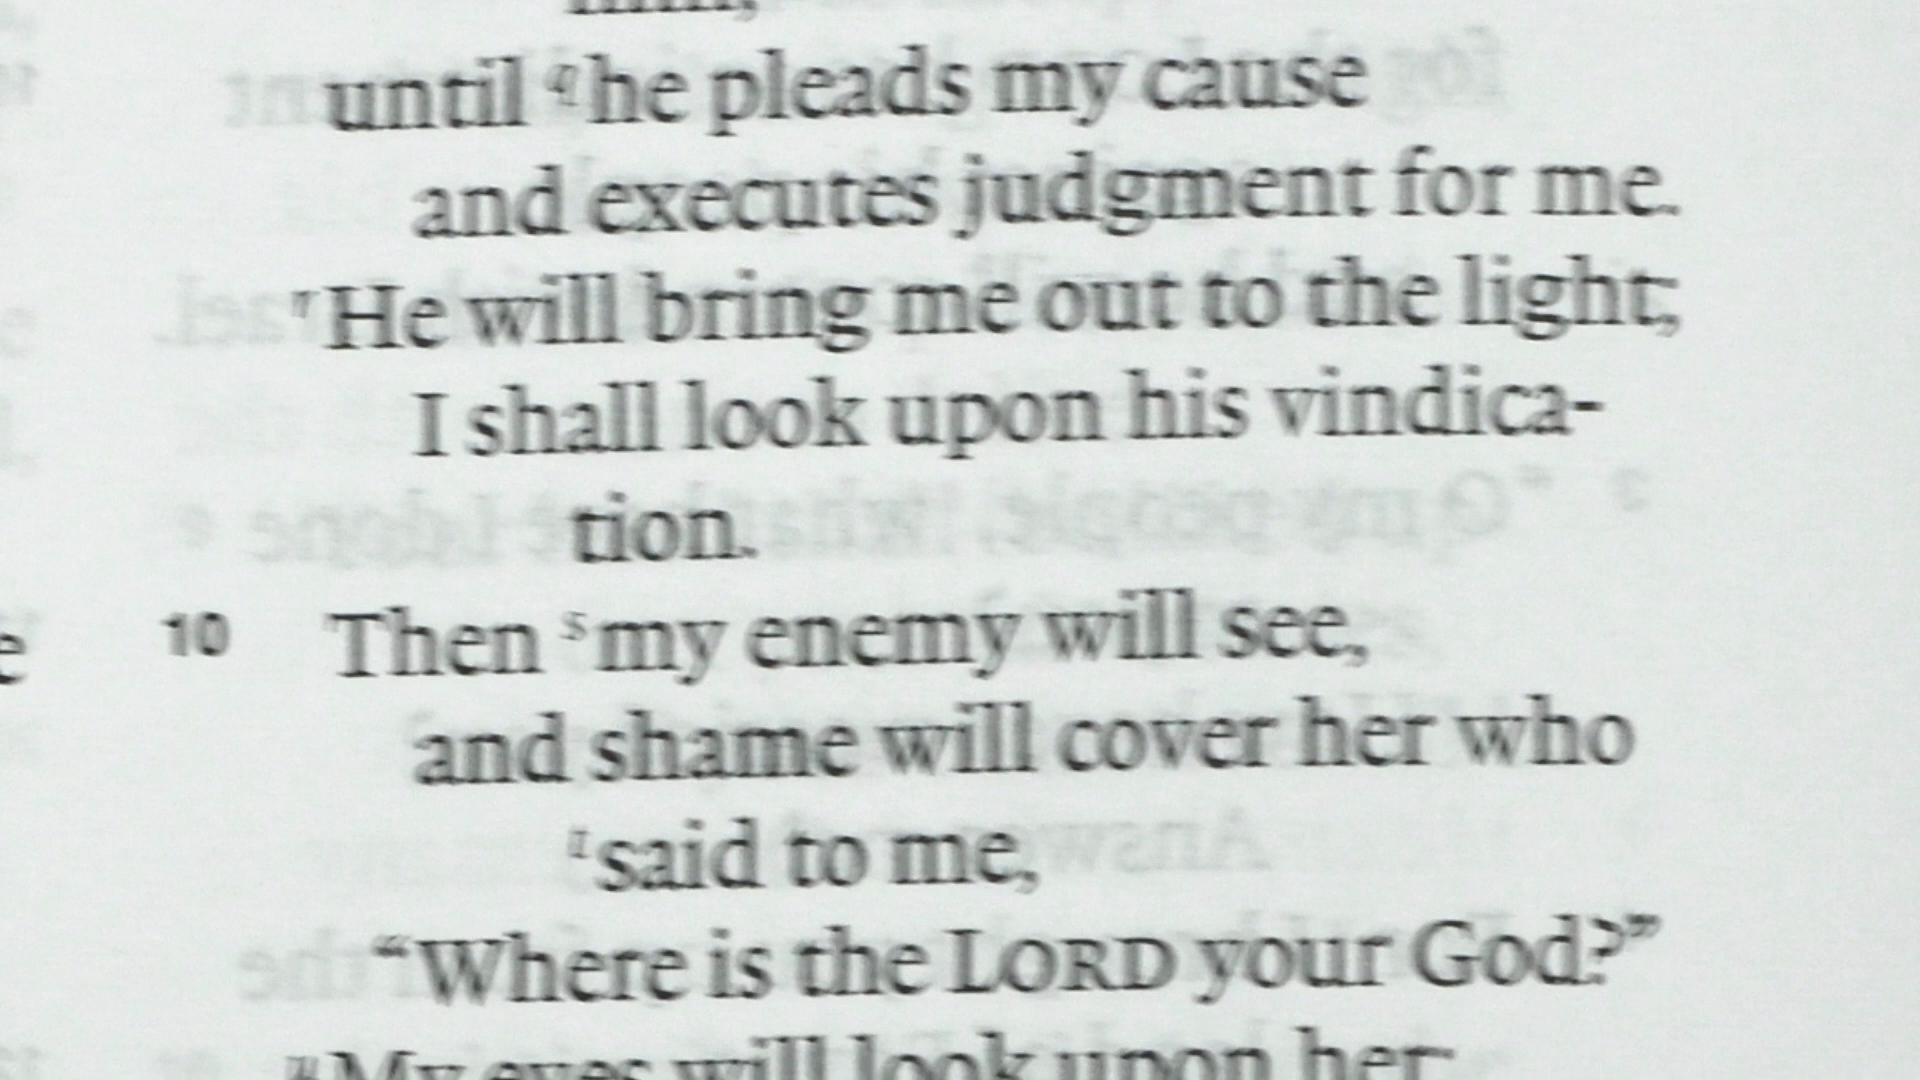 until q he pleads my cause
and executes judgment for me.
r He will bring me out to the light;
I shall look upon his vindica-
tion.
10 Then s my enemy will see,
and shame will cover her who
t said to me,
“Where is the LORD your God?”
My eyes will look upon her;